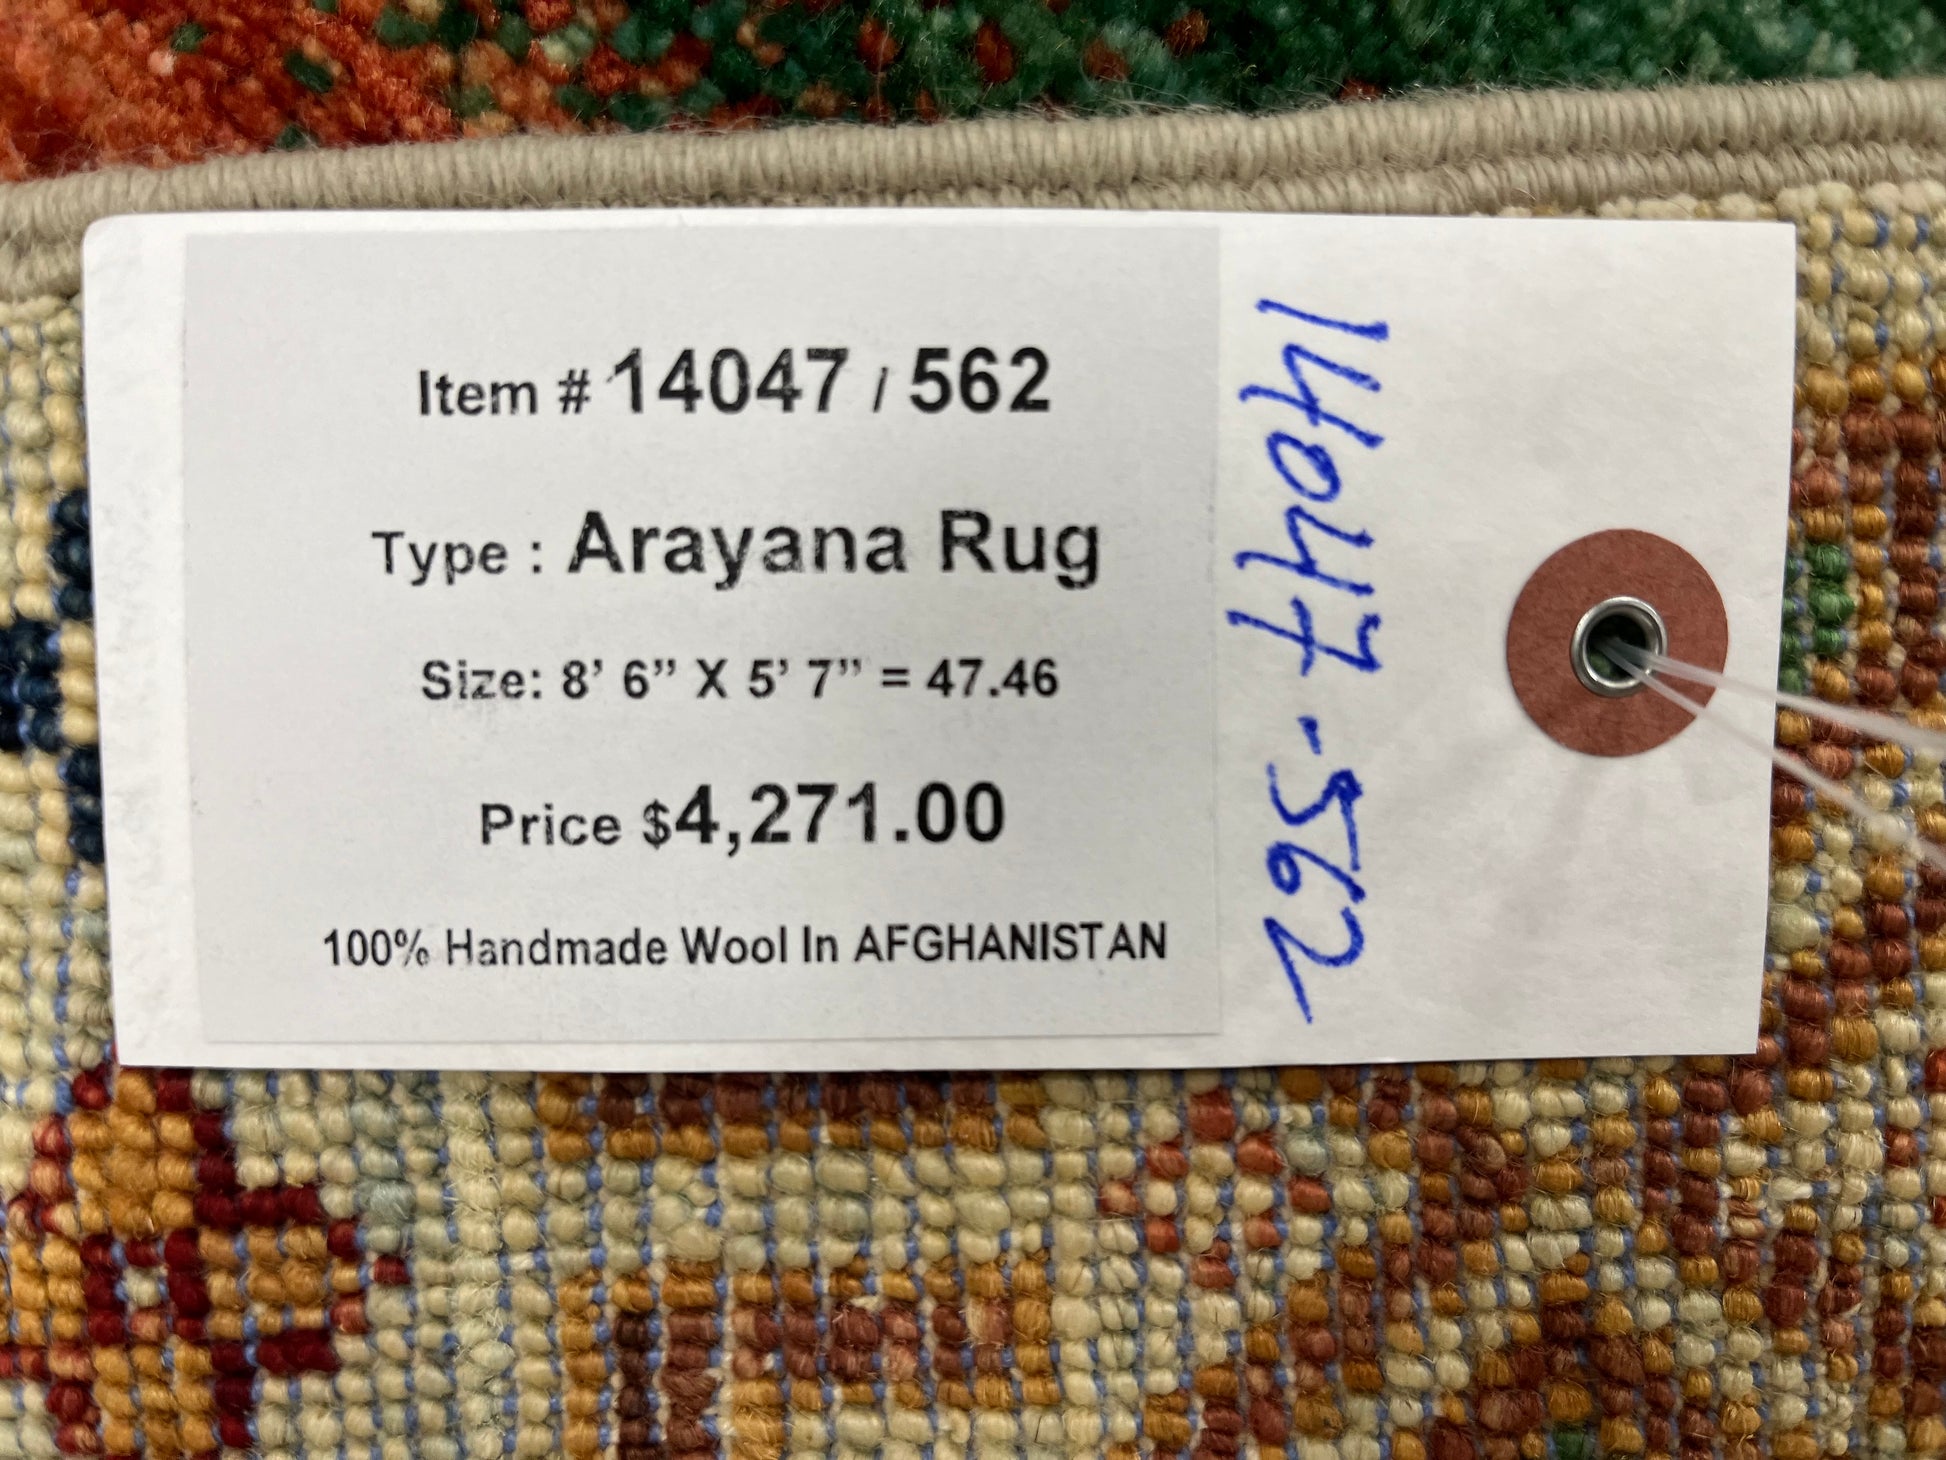 Item # 14047 / 562
Type : Arayana Rug
Size: 8’ 6” X 5’ 7” = 47.46
Price $4,271.00
100% Handmade Wool In AFGHANISTAN
14047-562